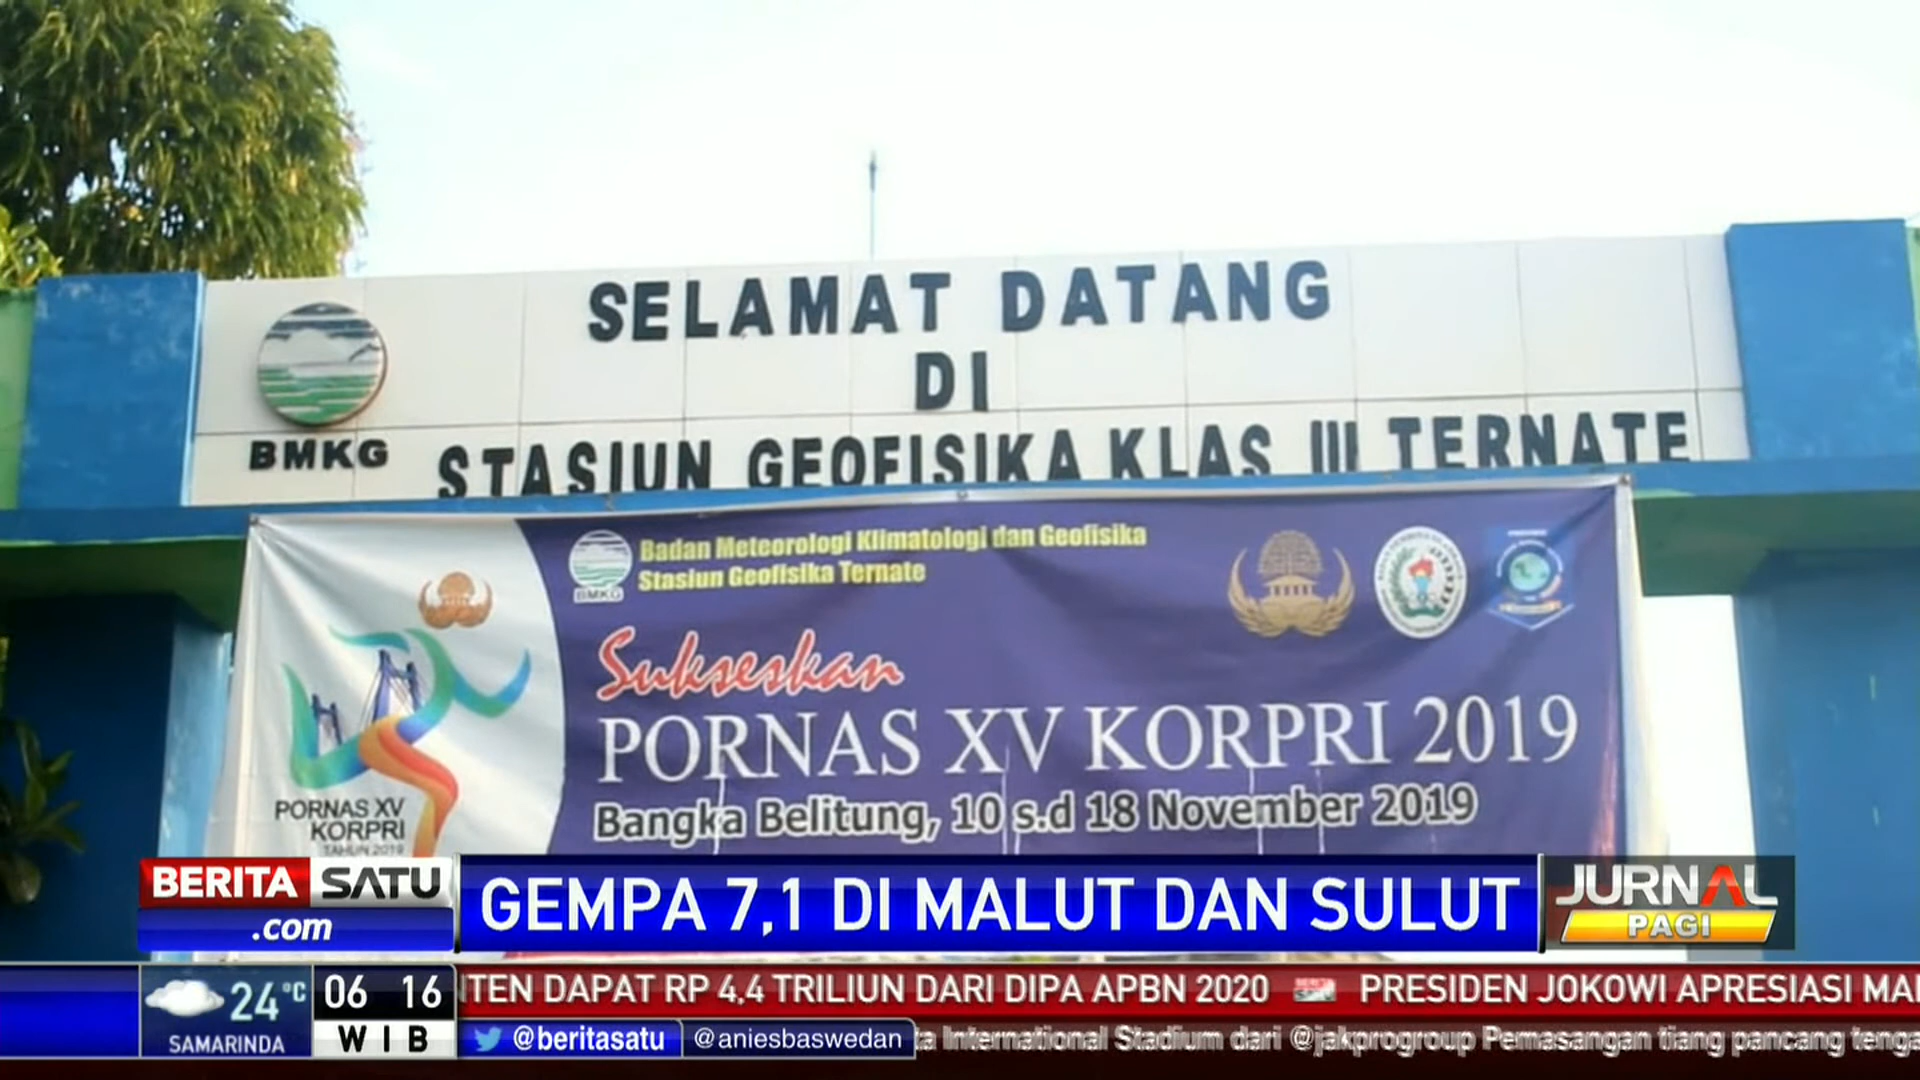 SELAMAT DATANG
DI
BMKG
STASIUN GEOFISIKA KLAS III TERNATE
Badan Meteorologi Klimatologi dan Geofisika
Stasiun Geofisika Ternate
BMKG
Sukseskan
PORNAS XV KORPRI 2019
Bangka Belitung, 10 s.d 18 November 2019
PORNAS XV
KORPRI
TAHUN 2019
BERITA SATU
.com
GEMPA 7,1 DI MALUT DAN SULUT
JURNAL
PAGI
24°C
SAMARINDA
06 16
WIB
TEN DAPAT RP 4,4 TRILIUN DARI DIPA APBN 2020 PRESIDEN JOKOWI APRESIASI MA
@beritasatu @aniesbaswedan ta International Stadium dari @jakprogroup Pemasangan tiang pancang tenga